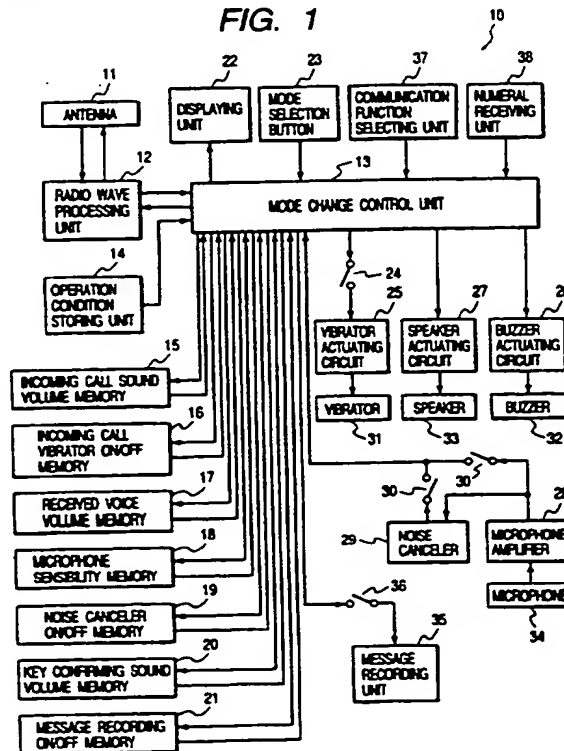 FIG. 1
10
11
22
23
37
38
ANTENNA
DISPLAYING
UNIT
MODE
SELECTION
BUTTON
COMMUNICATION
FUNCTION
SELECTING UNIT
NUMERAL
RECEIVING
UNIT
12
13
RADIO WAVE
PROCESSING
UNIT
MODE CHANGE CONTROL UNIT
14
24
OPERATION
CONDITION
STORING UNIT
25
27
VIBRATOR
ACTUATING
CIRCUIT
SPEAKER
ACTUATING
CIRCUIT
BUZZER
ACTUATING
CIRCUIT
15
INCOMING CALL SOUND
VOLUME MEMORY
VIBRATOR
SPEAKER
BUZZER
31
33
32
16
INCOMING CALL
VIBRATOR ON/OFF
MEMORY
30
30
17
RECEIVED VOICE
VOLUME MEMORY
29
NOISE
CANCELER
MICROPHONE
AMPLIFIER
18
MICROPHONE
SENSIBILITY MEMORY
36
MICROPHONE
34
19
NOISE CANCELER
ON/OFF MEMORY
35
20
MESSAGE
RECORDING
UNIT
KEY CONFIRMING SOUND
VOLUME MEMORY
21
MESSAGE RECORDING
ON/OFF MEMORY